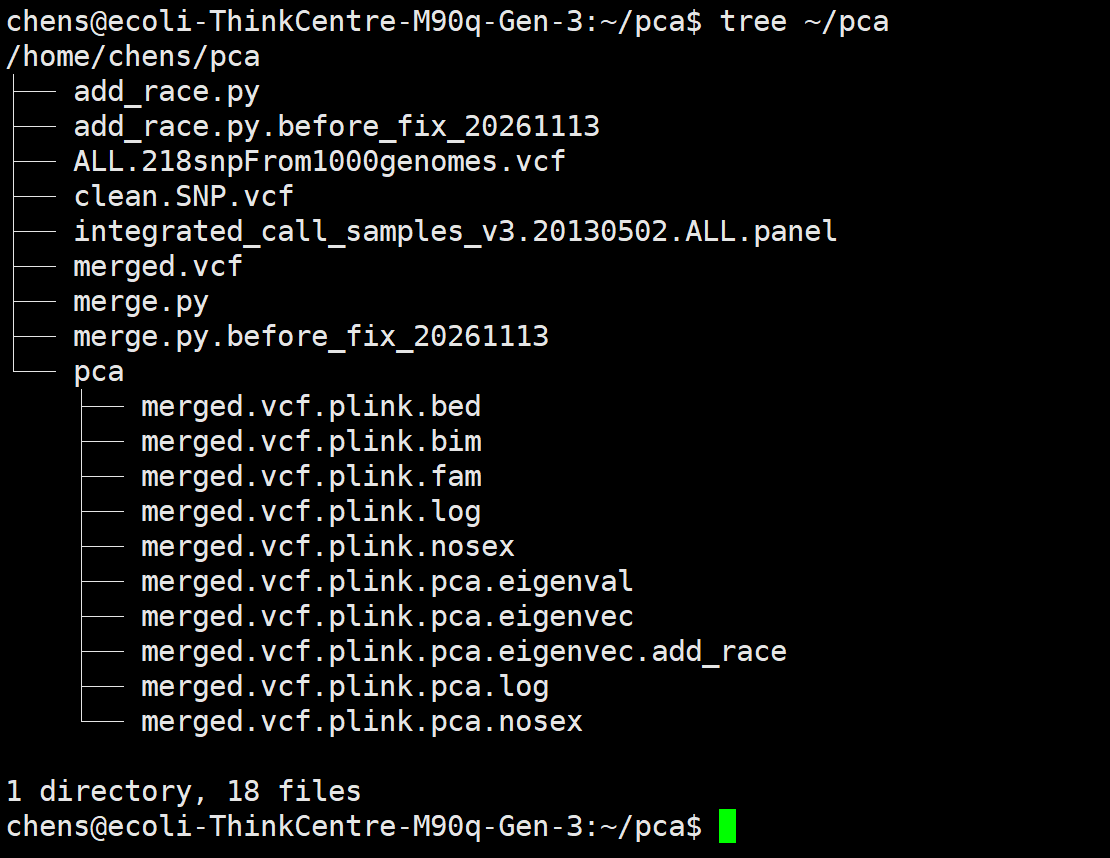 chens@ecoli-ThinkCentre-M90q-Gen-3:~/pca$ tree ~/pca
/home/chens/pca
├── add_race.py
├── add_race.py.before_fix_20261113
├── ALL.218snpFrom1000genomes.vcf
├── clean.SNP.vcf
├── integrated_call_samples_v3.20130502.ALL.panel
├── merged.vcf
├── merge.py
├── merge.py.before_fix_20261113
└── pca
    ├── merged.vcf.plink.bed
    ├── merged.vcf.plink.bim
    ├── merged.vcf.plink.fam
    ├── merged.vcf.plink.log
    ├── merged.vcf.plink.nosex
    ├── merged.vcf.plink.pca.eigenval
    ├── merged.vcf.plink.pca.eigenvec
    ├── merged.vcf.plink.pca.eigenvec.add_race
    ├── merged.vcf.plink.pca.log
    └── merged.vcf.plink.pca.nosex

1 directory, 18 files
chens@ecoli-ThinkCentre-M90q-Gen-3:~/pca$